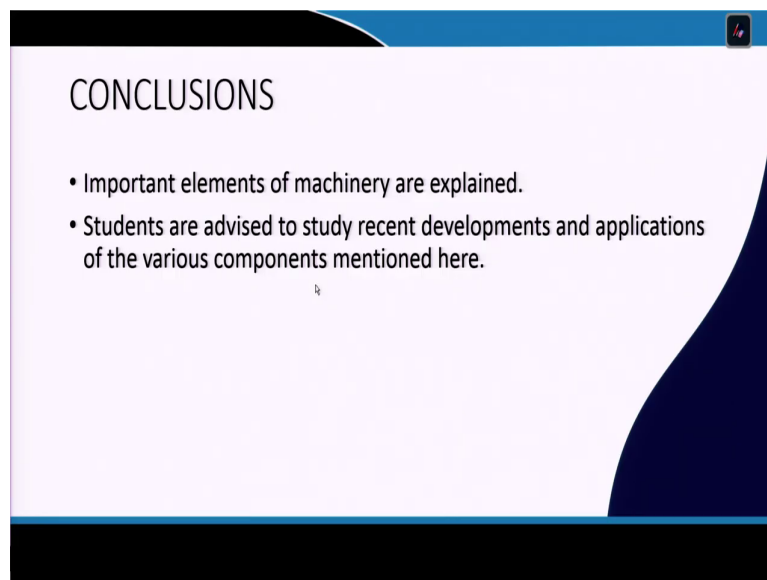 CONCLUSIONS
• Important elements of machinery are explained.
• Students are advised to study recent developments and applications
of the various components mentioned here.